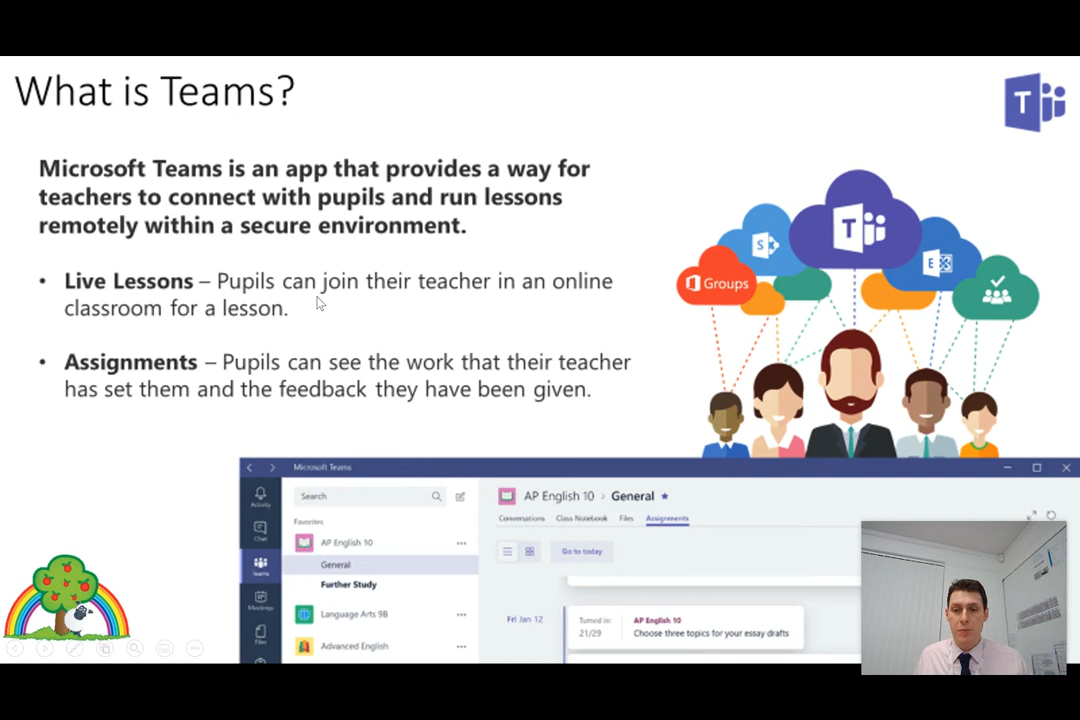 What is Teams?
T
Microsoft Teams is an app that provides a way for
teachers to connect with pupils and run lessons
remotely within a secure environment.
• Live Lessons – Pupils can join their teacher in an online
classroom for a lesson.
• Assignments – Pupils can see the work that their teacher
has set them and the feedback they have been given.
Groups
S
T
E
Microsoft Teams
Activity
Chat
Teams
Meetings
Files
Search
Favorites
AP English 10
General
Further Study
Language Arts 9B
Advanced English
AP English 10 > General
Conversations Class Notebook Files Assignments
Go to today
Fri Jan 12
Turned in:
21/29
AP English 10
Choose three topics for your essay drafts